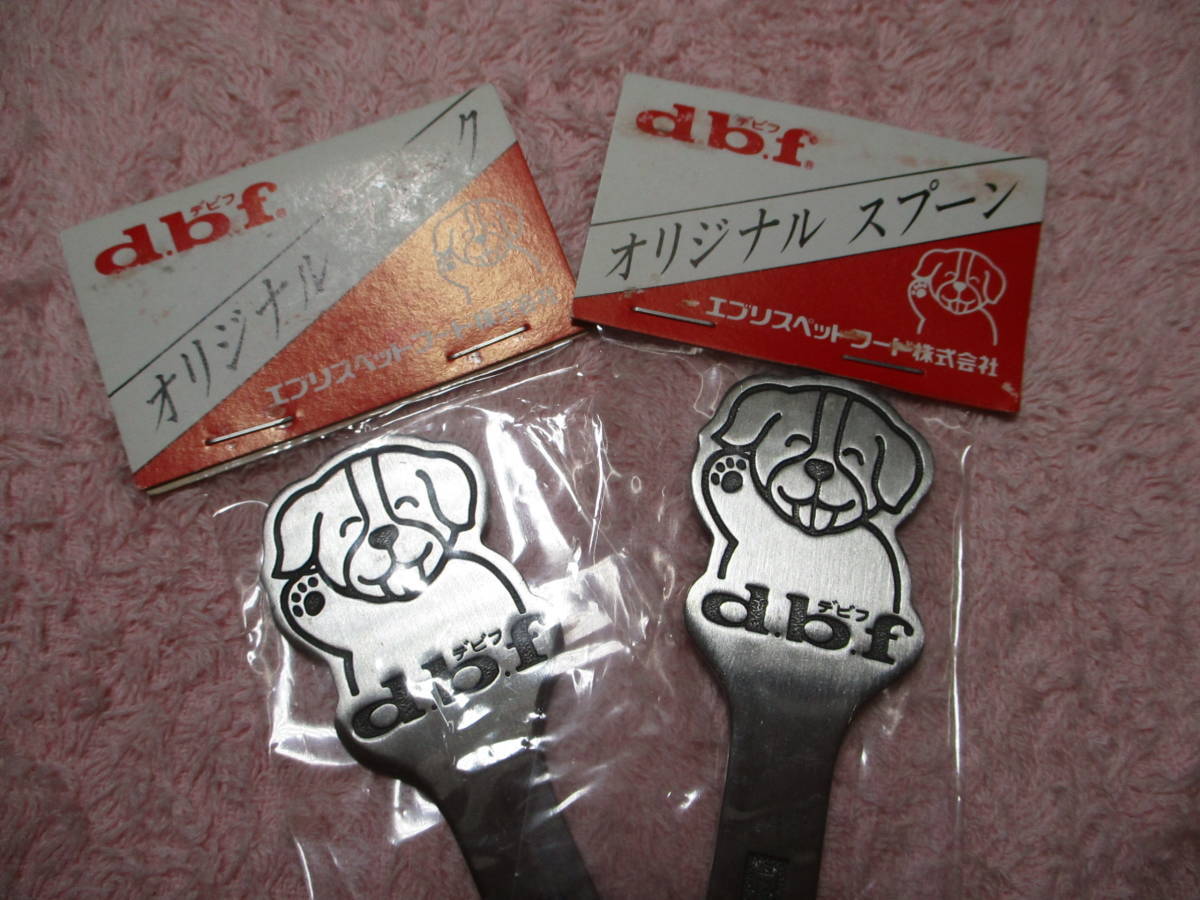 デビフ
d.b.f®
オリジナル
エブリスペットフード株式会社
デビフ
d.b.f®
オリジナル スプーン
エブリスペットフード株式会社
デビフ
d.b.f
デビフ
d.b.f